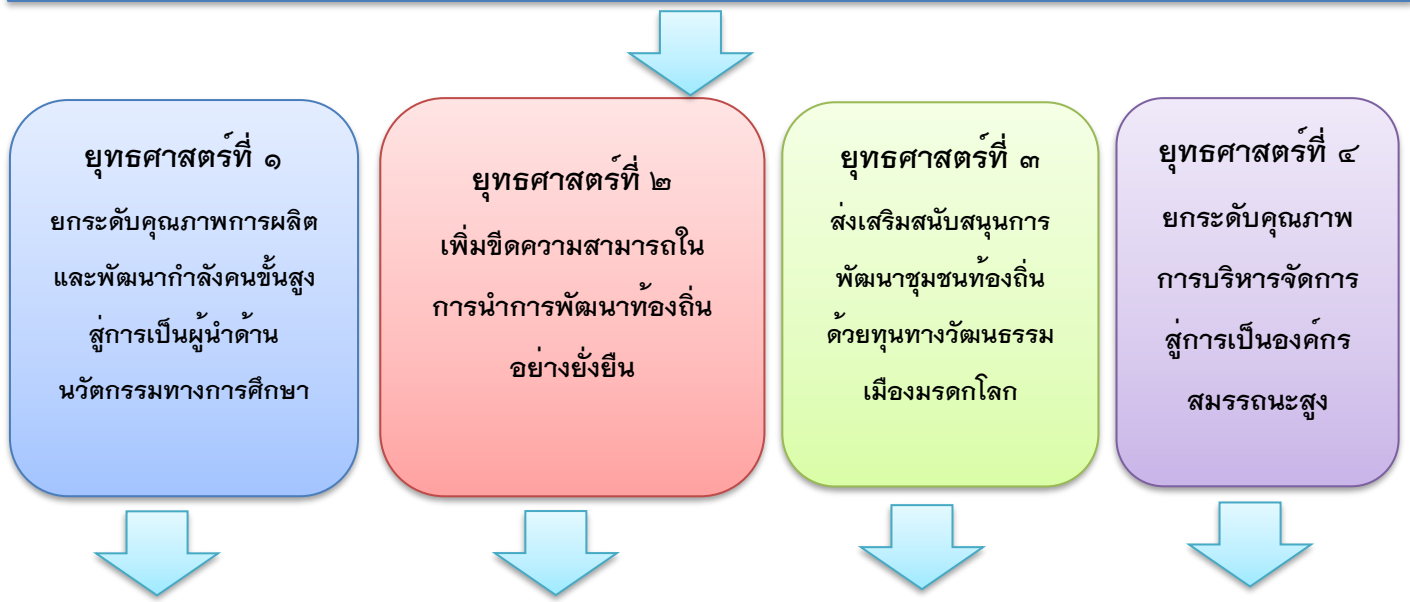 ยุทธศาสตร์ที่ ๑
ยกระดับคุณภาพการผลิต
และพัฒนากำลังคนขั้นสูง
สู่การเป็นผู้นำด้าน
นวัตกรรมทางการศึกษา
ยุทธศาสตร์ที่ ๒
เพิ่มขีดความสามารถใน
การนำการพัฒนาท้องถิ่น
อย่างยั่งยืน
ยุทธศาสตร์ที่ ๓
ส่งเสริมสนับสนุนการ
พัฒนาชุมชนท้องถิ่น
ด้วยทุนทางวัฒนธรรม
เมืองมรดกโลก
ยุทธศาสตร์ที่ ๔
ยกระดับคุณภาพ
การบริหารจัดการ
สู่การเป็นองค์กร
สมรรถนะสูง